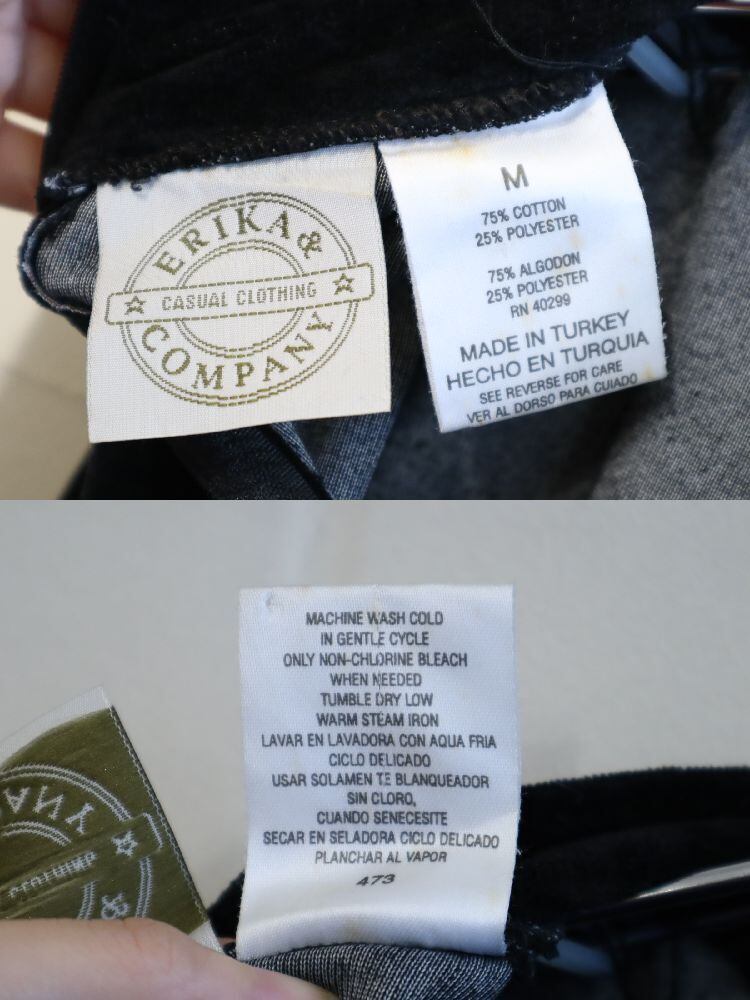 ERIKA &
CASUAL CLOTHING
COMPANY
M
75% COTTON
25% POLYESTER
75% ALGODON
25% POLYESTER
RN 40299
MADE IN TURKEY
HECHO EN TURQUIA
SEE REVERSE FOR CARE
VER AL DORSO PARA CUIADO
MACHINE WASH COLD
IN GENTLE CYCLE
ONLY NON-CHLORINE BLEACH
WHEN NEEDED
TUMBLE DRY LOW
WARM STEAM IRON
LAVAR EN LAVADORA CON AQUA FRIA
CICLO DELICADO
USAR SOLAMEN TE BLANQUEADOR
SIN CLORO,
CUANDO SENECESITE
SECAR EN SELADORA CICLO DELICADO
PLANCHAR AL VAPOR
473